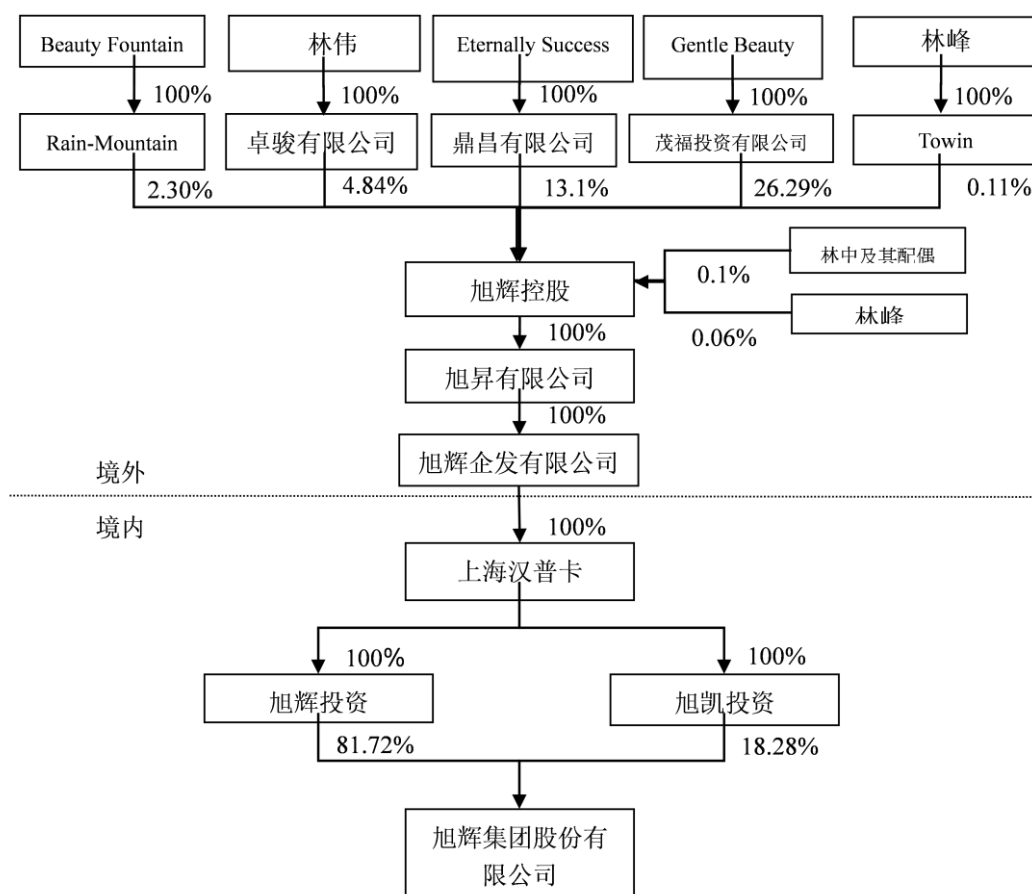 Beauty Fountain
林伟
Eternally Success
Gentle Beauty
林峰
100%
100%
100%
100%
100%
Rain-Mountain
卓骏有限公司
鼎昌有限公司
茂福投资有限公司
Towin
2.30%
4.84%
13.1%
26.29%
0.11%
旭辉控股
林中及其配偶
0.1%
林峰
0.06%
100%
旭昇有限公司
100%
旭辉企发有限公司
境外
境内
100%
上海汉普卡
100%
100%
旭辉投资
旭凯投资
81.72%
18.28%
旭辉集团股份有
限公司